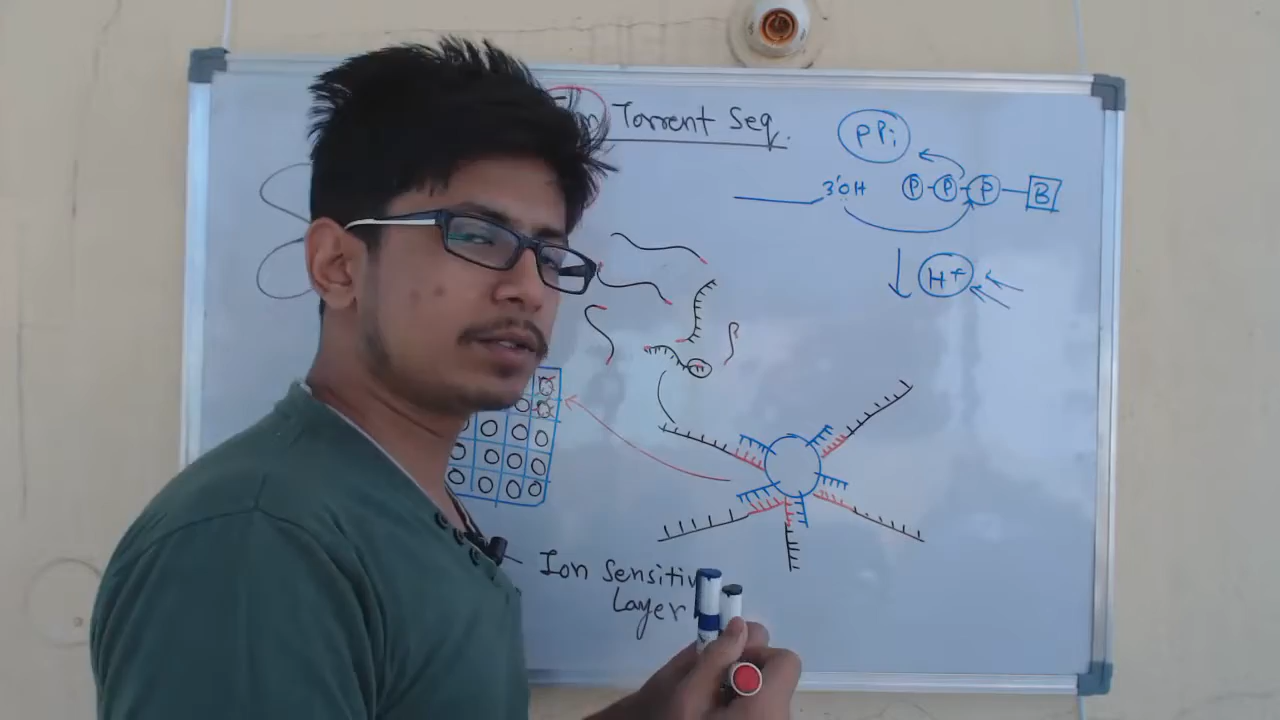 Torrent Seq.
PPi
3'OH P-P-P-B
H+
Ion Sensitiv
Layer